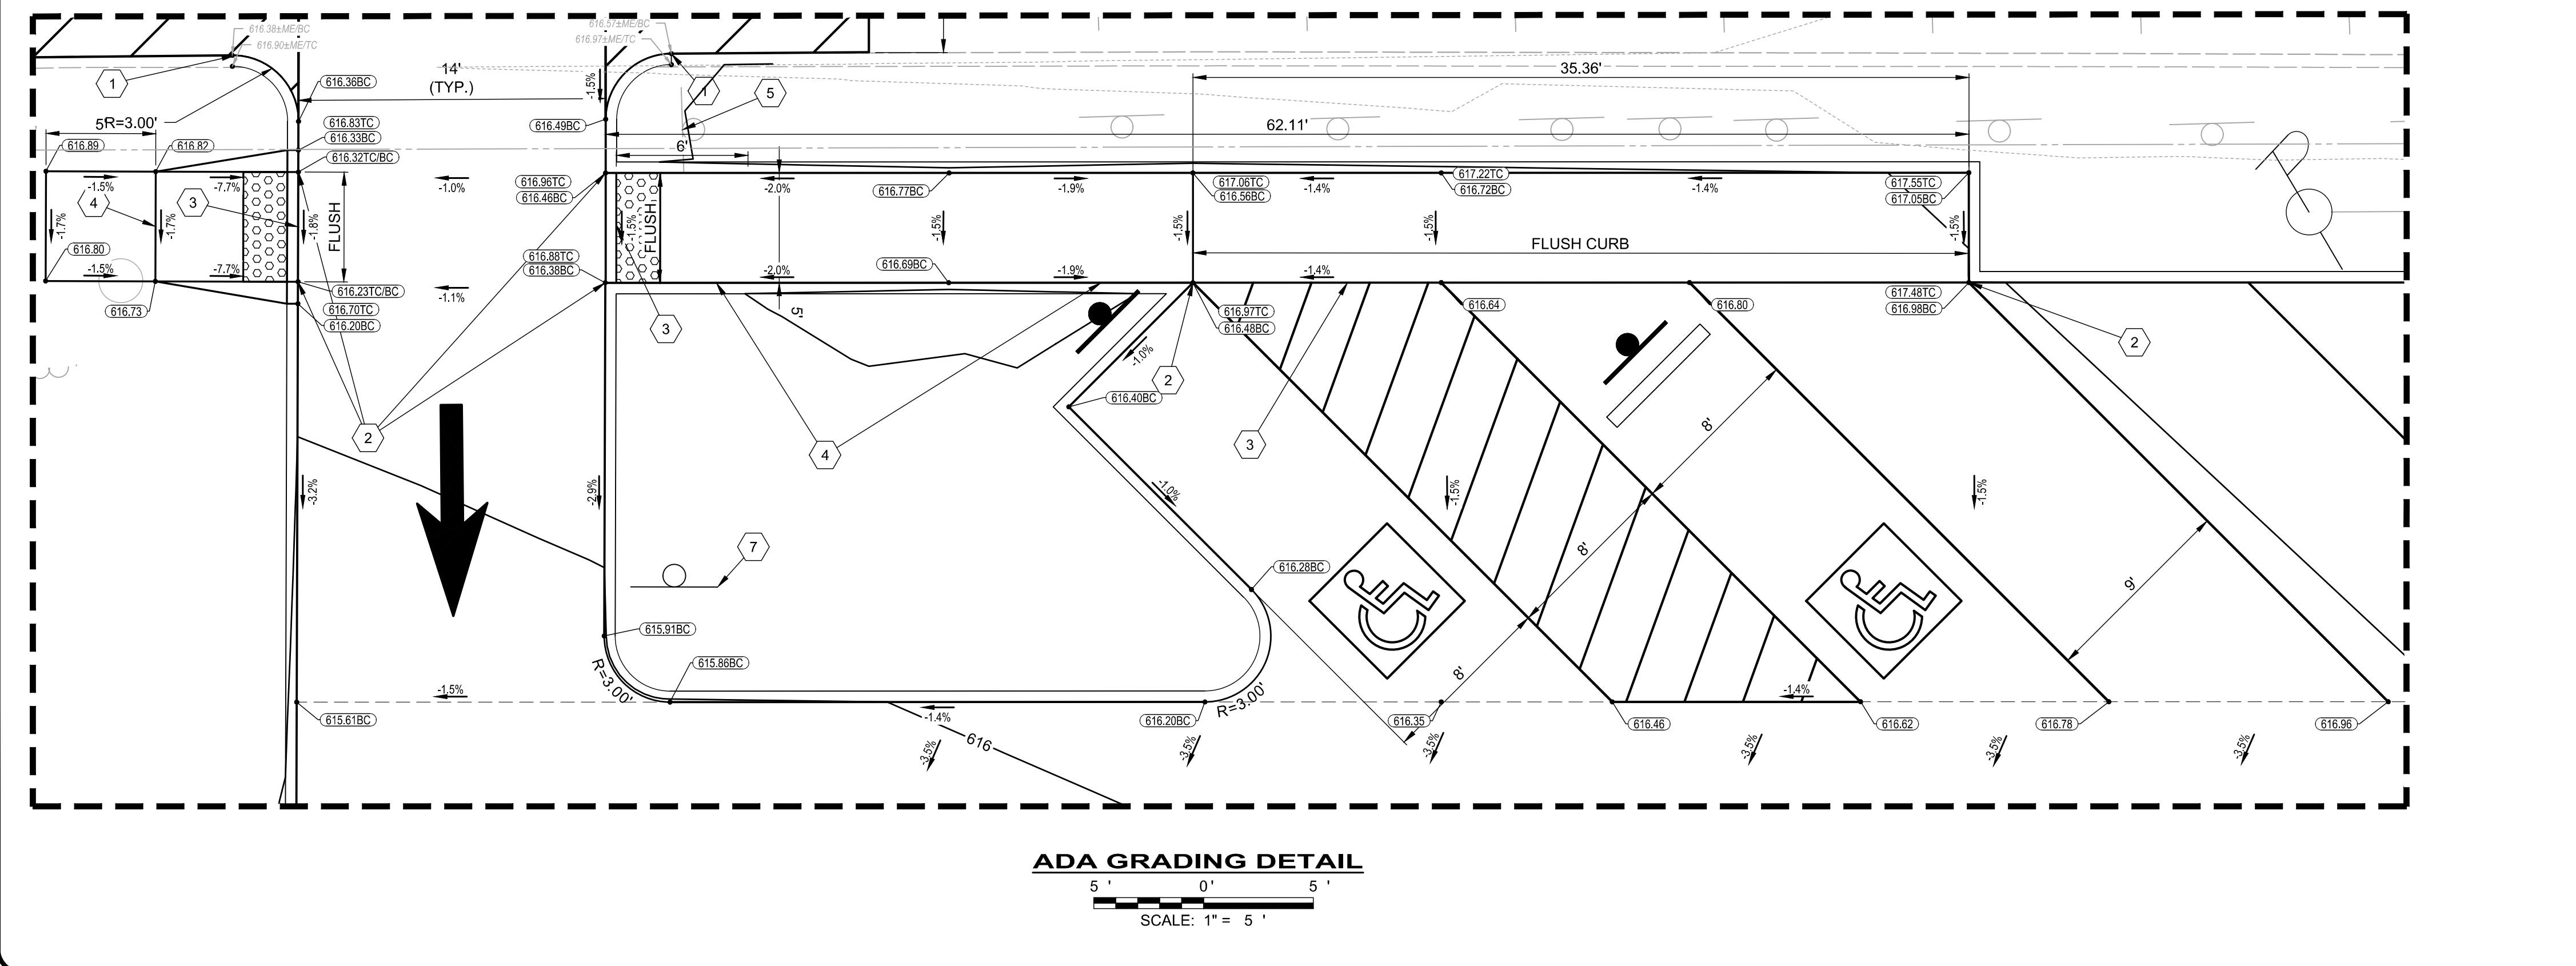 616.38±ME/BC
616.90±ME/TC
616.57±ME/BC
616.97±ME/TC
1
14'
(TYP.)
616.36BC
-1.5%
1
5
35.36'
5R=3.00'
616.83TC
616.33BC
616.49BC
62.11'
616.89
616.82
616.32TC/BC
6'
-1.5%
-7.7%
-1.0%
616.96TC
616.46BC
-2.0%
616.77BC
-1.9%
617.06TC
616.56BC
-1.4%
617.22TC
616.72BC
-1.4%
617.55TC
617.05BC
4
3
-1.7%
-1.7%
-1.8%
FLUSH
-1.5%
FLUSH
-1.5%
-1.5%
-1.5%
-1.5%
FLUSH CURB
616.80
-1.5%
-7.7%
616.88TC
616.38BC
-2.0%
616.69BC
-1.9%
-1.4%
616.23TC/BC
-1.1%
616.73
616.70TC
616.20BC
3
5'
616.97TC
616.48BC
616.64
616.80
617.48TC
616.98BC
2
-1.0%
2
616.40BC
2
4
3
8'
-3.2%
-2.9%
-1.0%
-1.5%
-1.5%
7
8'
616.28BC
9'
615.91BC
615.86BC
R=3.00'
8'
-1.5%
-1.4%
R=3.00'
-1.4%
615.61BC
616.20BC
616.35
616.46
616.62
616.78
616.96
616
-3.5%
-3.5%
-3.5%
-3.5%
-3.5%
-3.5%
ADA GRADING DETAIL
5 ' 0' 5 '
SCALE: 1" = 5 '